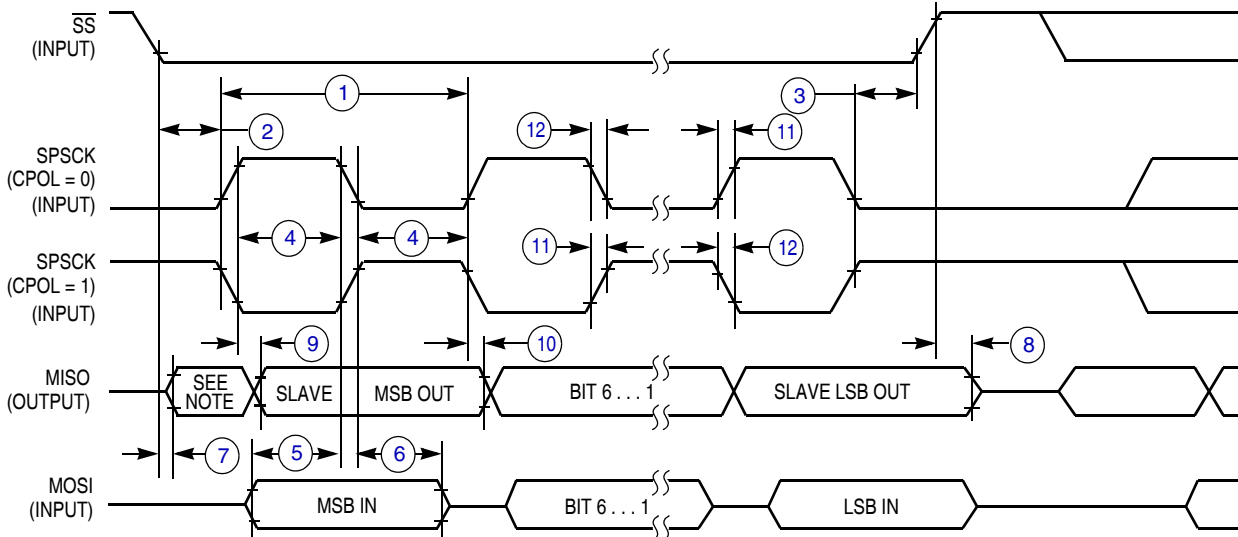 SS
(INPUT)
1
3
2
12
11
SPSCK
(CPOL = 0)
(INPUT)
4
4
11
12
SPSCK
(CPOL = 1)
(INPUT)
9
10
8
MISO
(OUTPUT)
SEE
NOTE
SLAVE
MSB OUT
BIT 6 . . . 1
SLAVE LSB OUT
7
5
6
MOSI
(INPUT)
MSB IN
BIT 6 . . . 1
LSB IN